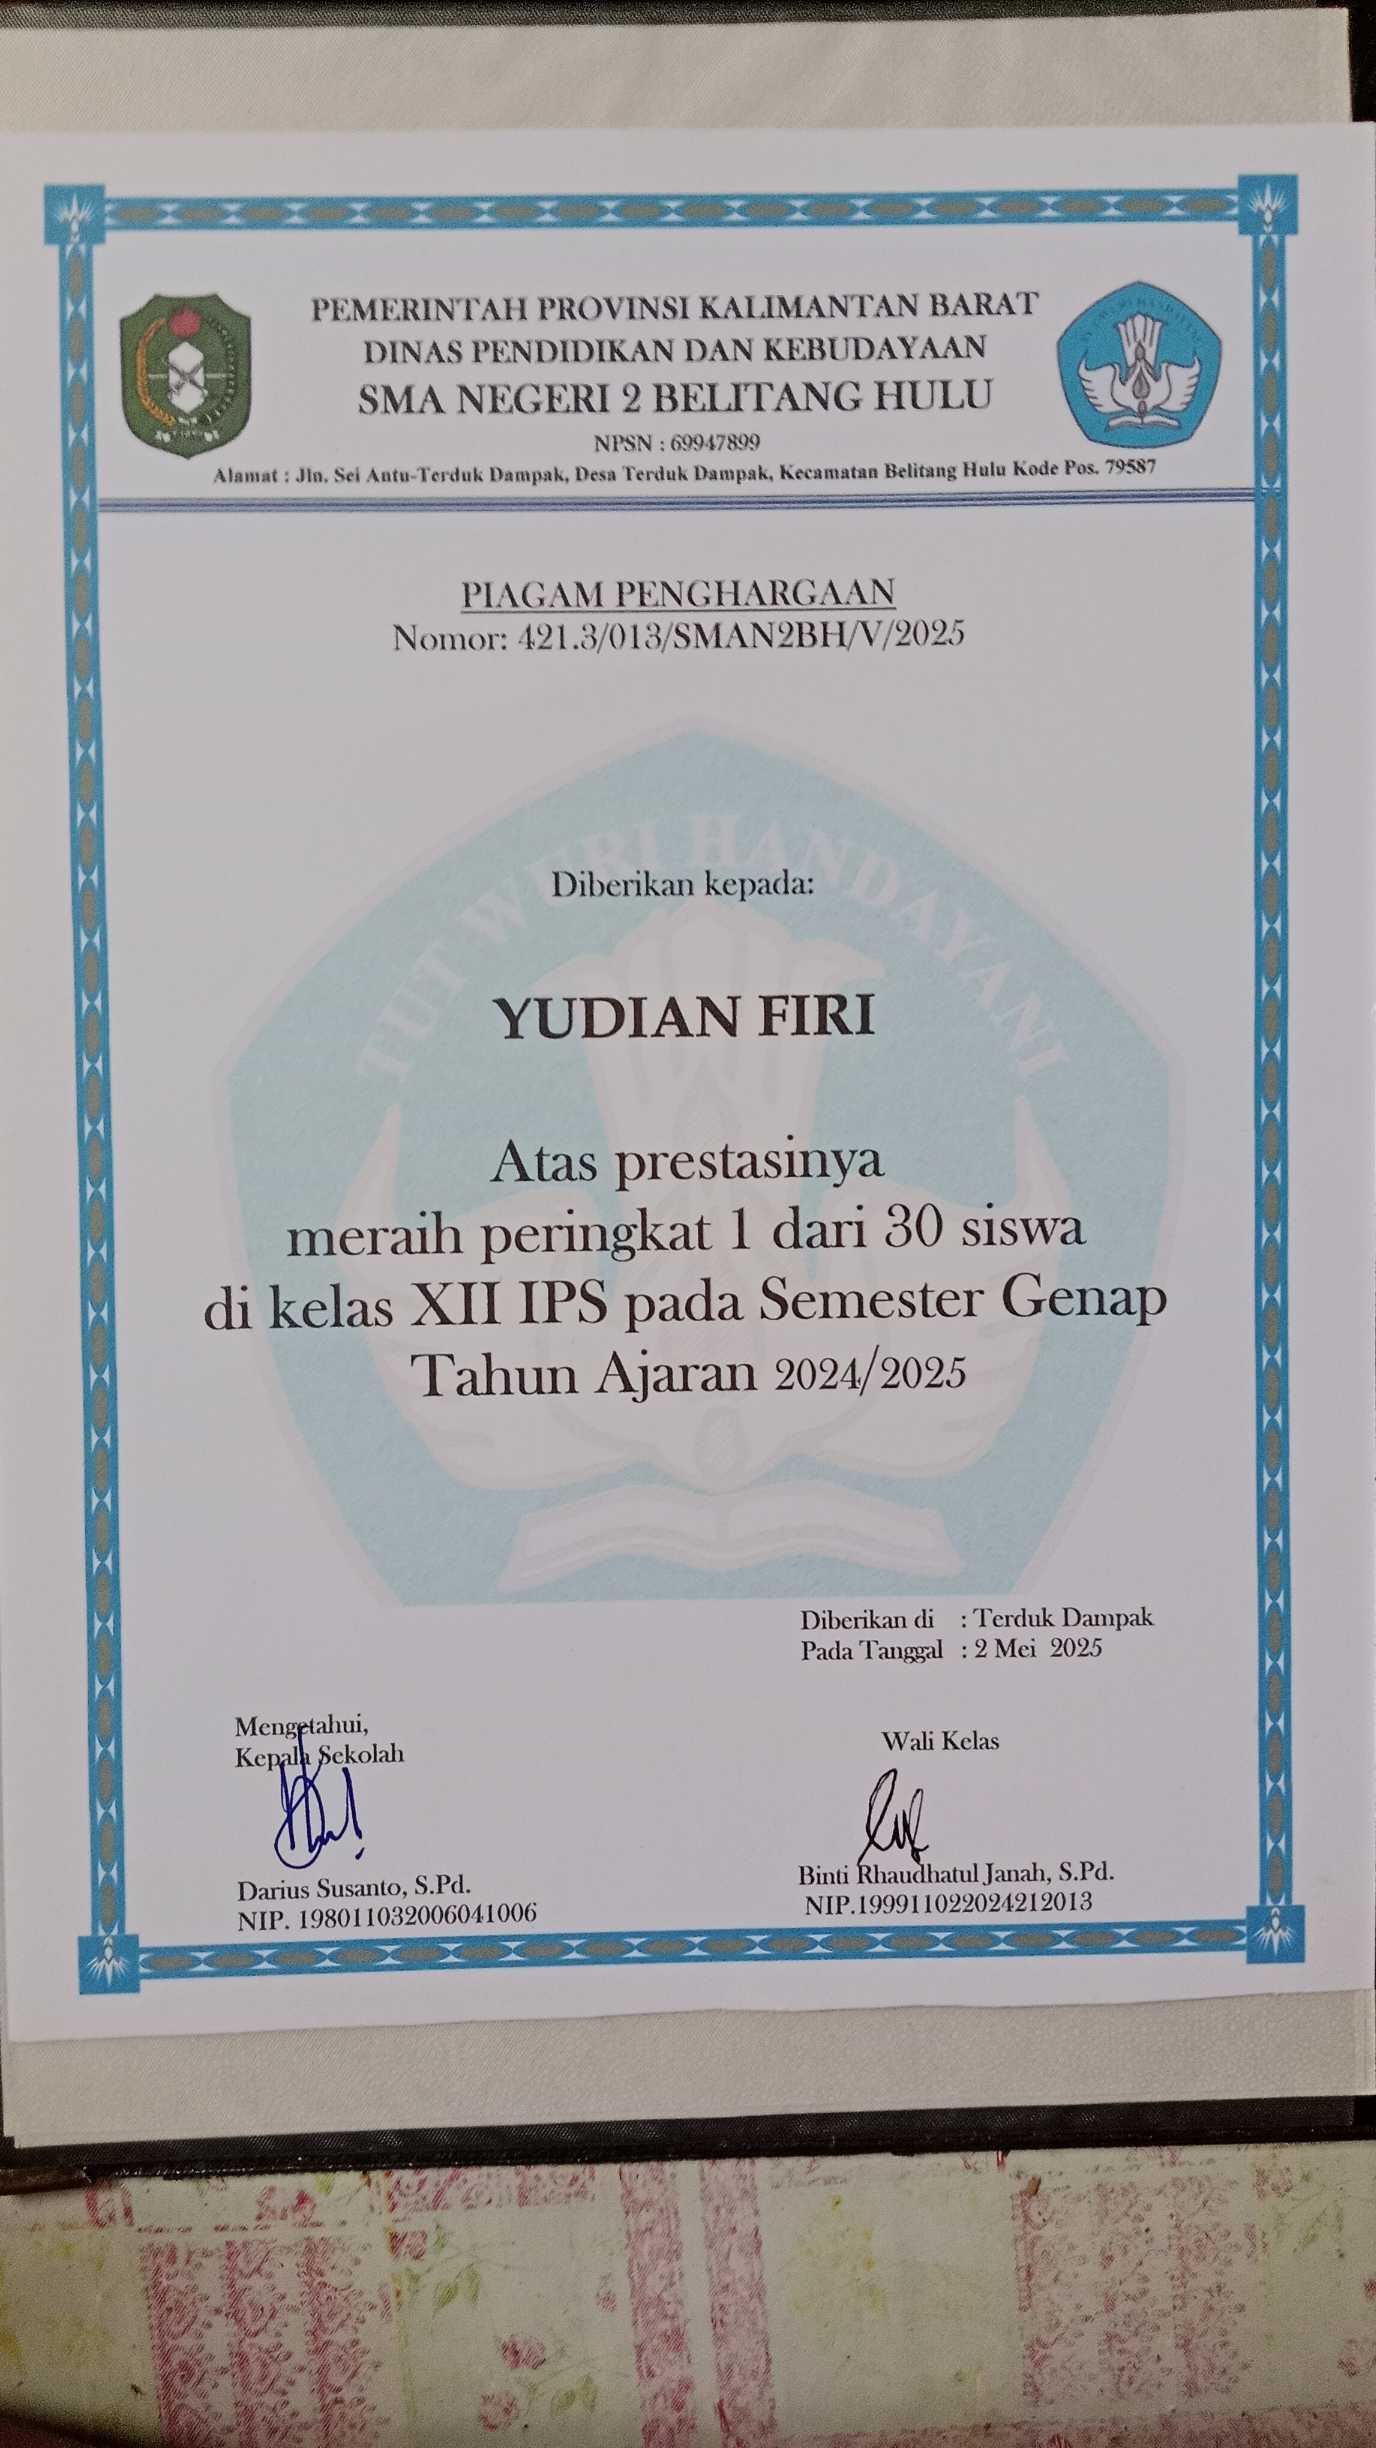 PEMERINTAH PROVINSI KALIMANTAN BARAT
DINAS PENDIDIKAN DAN KEBUDAYAAN
SMA NEGERI 2 BELITANG HULU
NPSN : 69947899
Alamat : Jln. Sei Antu-Terduk Dampak, Desa Terduk Dampak, Kecamatan Belitang Hulu Kode Pos. 79587
PIAGAM PENGHARGAAN
Nomor: 421.3/013/SMAN2BH/V/2025
TUT WURI HANDAYANI
Diberikan kepada:
YUDIAN FIRI
Atas prestasinya
meraih peringkat 1 dari 30 siswa
di kelas XII IPS pada Semester Genap
Tahun Ajaran 2024/2025
Diberikan di : Terduk Dampak
Pada Tanggal : 2 Mei 2025
Mengetahui,
Kepala Sekolah
Wali Kelas
Darius Susanto, S.Pd.
NIP. 198011032006041006
Binti Rhaudhatul Janah, S.Pd.
NIP.199911022024212013